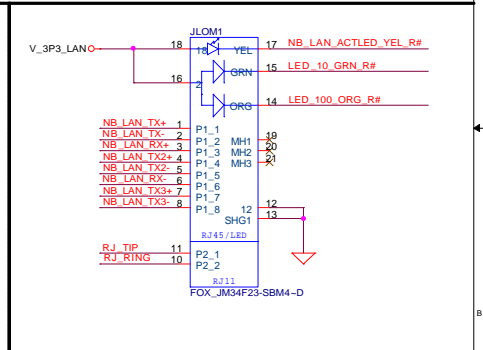 JLOM1
V_3P3_LAN 18 18 YEL 17 NB_LAN_ACTLED_YEL_R#
16 2 GRN 15 LED_10_GRN_R#
ORG 14 LED_100_ORG_R#
NB_LAN_TX+ 1 P1_1
NB_LAN_TX- 2 P1_2 MH1 19
NB_LAN_RX+ 3 P1_3 MH2 20
NB_LAN_TX2+ 4 P1_4 MH3 21
NB_LAN_TX2- 5 P1_5
NB_LAN_RX- 6 P1_6
NB_LAN_TX3+ 7 P1_7
NB_LAN_TX3- 8 P1_8 12 12
SHG1 13
RJ45/LED
RJ_TIP 11 P2_1
RJ_RING 10 P2_2
RJ11
FOX_JM34F23-SBM4-D
B